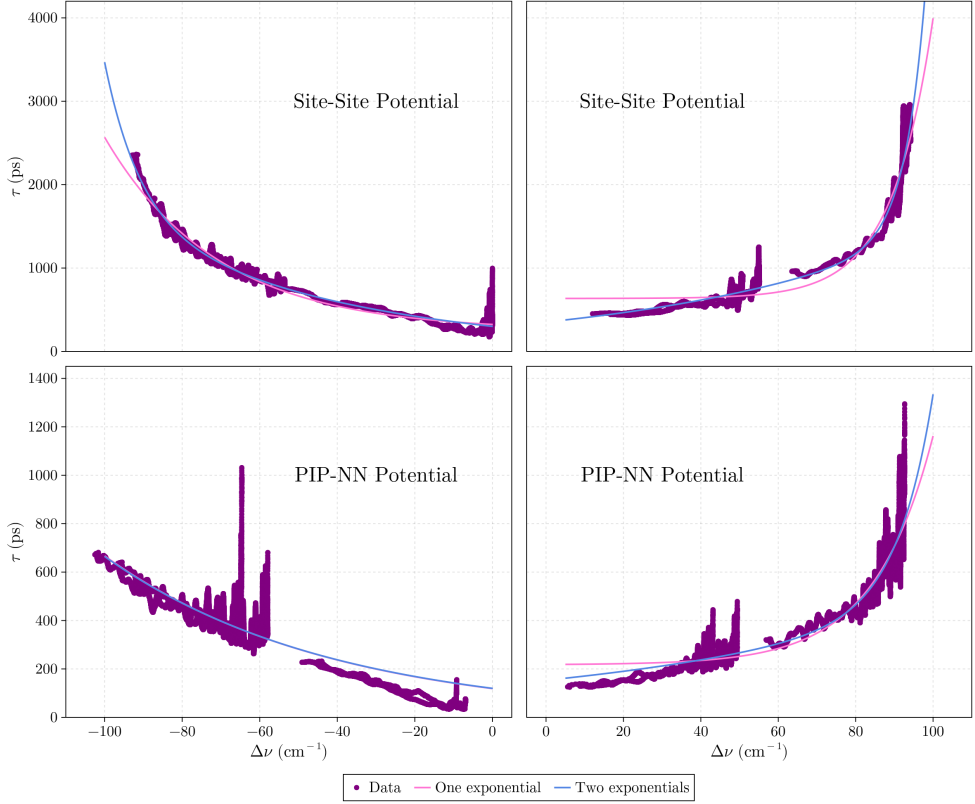 4000
3000
2000
1000
0
τ (ps)
Site-Site Potential
Site-Site Potential
1400
1200
1000
800
600
400
200
0
τ (ps)
PIP-NN Potential
PIP-NN Potential
−100 −80 −60 −40 −20 0
0 20 40 60 80 100
Δν (cm⁻¹)
Δν (cm⁻¹)
Data One exponential Two exponentials